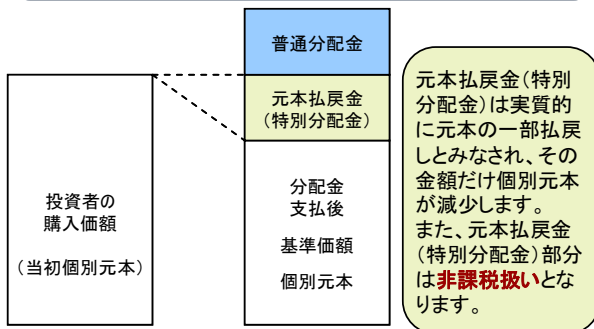 普通分配金
元本払戻金
(特別分配金)
投資者の
購入価額
(当初個別元本)
分配金
支払後
基準価額
個別元本
元本払戻金(特別
分配金)は実質的
に元本の一部払戻
しとみなされ、その
金額だけ個別元本
が減少します。
また、元本払戻金
(特別分配金)部分
は非課税扱いとな
ります。